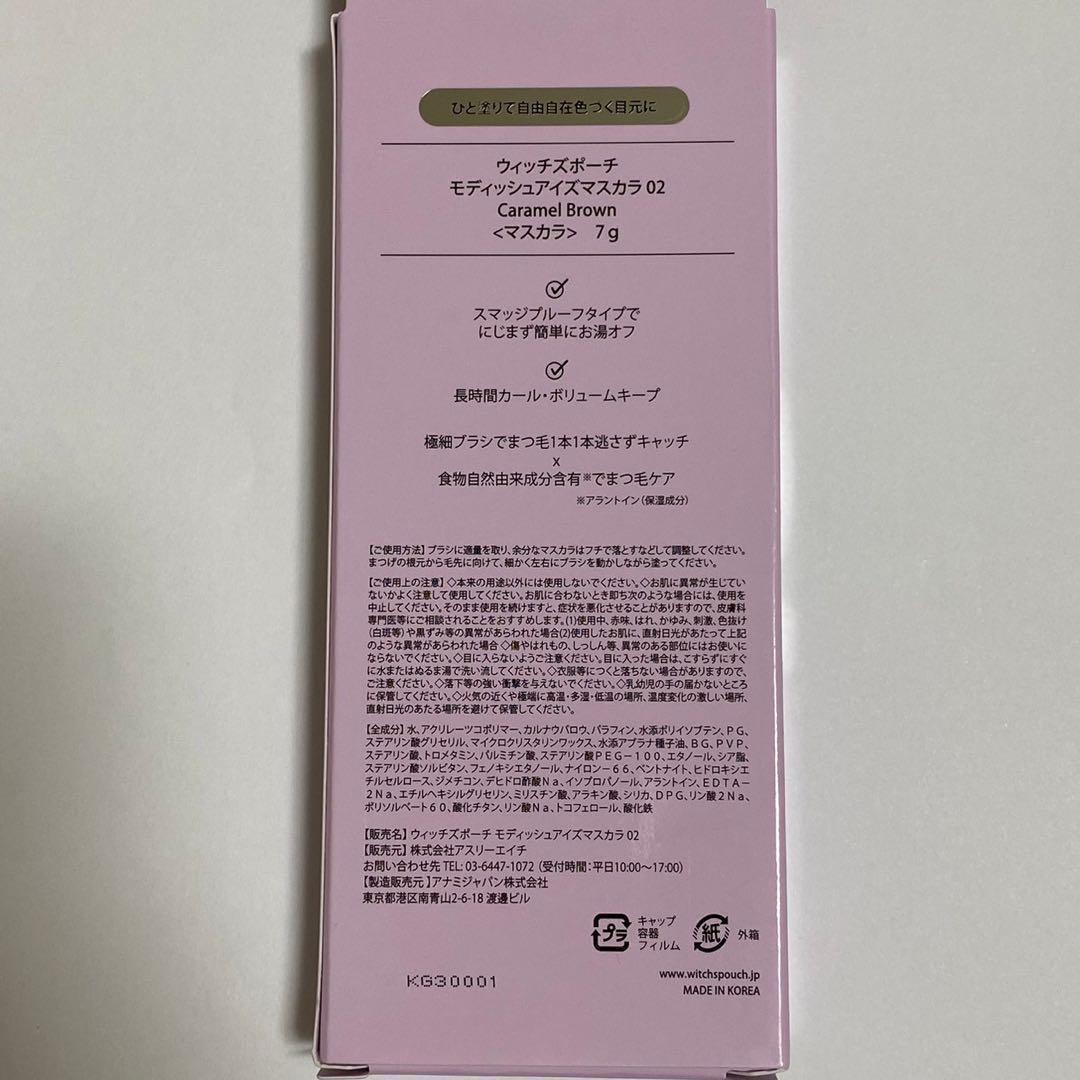 ひと塗りで自由自在色づく目元に
ウィッチズポーチ
モディッシュアイズマスカラ 02
Caramel Brown
<マスカラ> 7g
スマッジプルーフタイプで
にじまず簡単にお湯オフ
長時間カール・ボリュームキープ
極細ブラシでまつ毛1本1本逃さずキャッチ
x
食物自然由来成分含有※でまつ毛ケア
※アラントイン(保湿成分)
【ご使用方法】ブラシに適量を取り、余分なマスカラはフチで落とすなどして調整してください。
まつげの根元から毛先に向けて、細かく左右にブラシを動かしながら塗ってください。
【ご使用上の注意】◇本来の用途以外には使用しないでください。◇お肌に異常が生じてい
ないかよく注意して使用してください。お肌に合わないとき即ち次のような場合には、使用を
中止してください。そのまま使用を続けますと、症状を悪化させることがありますので、皮膚科
専門医等にご相談されることをおすすめします。(1)使用中、赤味、はれ、かゆみ、刺激、色抜け
(白斑等)や黒ずみ等の異常があらわれた場合(2)使用したお肌に、直射日光があたって上記
のような異常があらわれた場合◇傷やはれもの、しっしん等、異常のある部位にはお使いに
ならないでください。◇目に入らないようご注意ください。目に入った場合は、こすらずにすぐ
に水またはぬるま湯で洗い流してください。◇衣服等につくと落ちない場合がありますので、
ご注意ください。◇落下等の強い衝撃を与えないでください。◇乳幼児の手の届かないところ
に保管してください。◇火気の近くや極端に高温・多湿・低温の場所、温度変化の激しい場所、
直射日光のあたる場所を避けて保管してください。
【全成分】水、アクリレーツコポリマー、カルナウバロウ、パラフィン、水添ポリイソブテン、PG、
ステアリン酸グリセリル、マイクロクリスタリンワックス、水添アブラナ種子油、BG、PVP、
ステアリン酸、トロメタミン、パルミチン酸、ステアリン酸PEG-100、エタノール、シア脂、
ステアリン酸ソルビタン、フェノキシエタノール、ナイロン-66、ベントナイト、ヒドロキシエ
チルセルロース、ジメチコン、デヒドロ酢酸Na、イソプロパノール、アラントイン、EDTA-
2Na、エチルヘキシルグリセリン、ミリスチン酸、アラキン酸、シリカ、DPG、リン酸2Na、
ポリソルベート60、酸化チタン、リン酸Na、トコフェロール、酸化鉄
【販売名】ウィッチズポーチ モディッシュアイズマスカラ 02
【販売元】株式会社アスリーエイチ
お問い合わせ先 TEL: 03-6447-1072 (受付時間:平日10:00~17:00)
【製造販売元】アナミジャパン株式会社
東京都港区南青山2-6-18 渡邊ビル
プラ
キャップ
容器
フィルム
紙
外箱
KG30001
www.witchspouch.jp
MADE IN KOREA